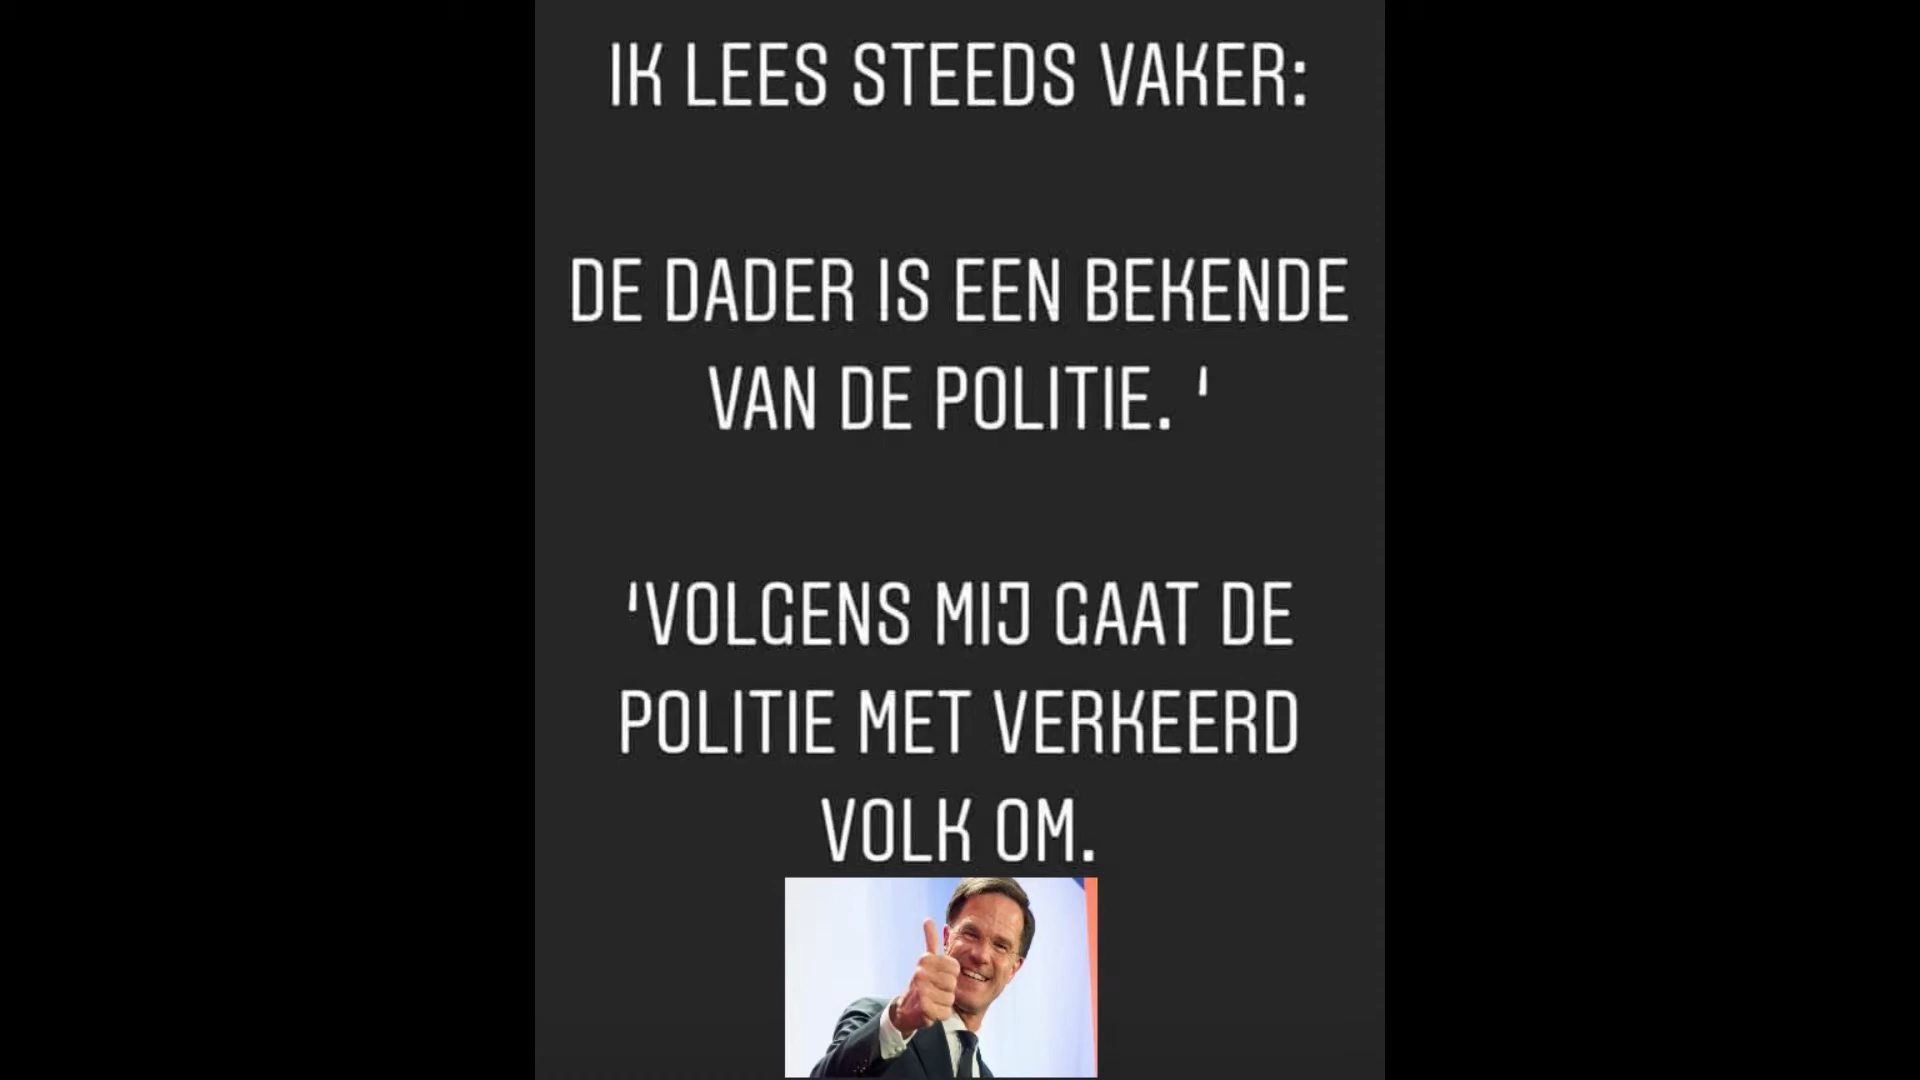 IK LEES STEEDS VAKER:
DE DADER IS EEN BEKENDE
VAN DE POLITIE. '
'VOLGENS MIJ GAAT DE
POLITIE MET VERKEERD
VOLK OM.